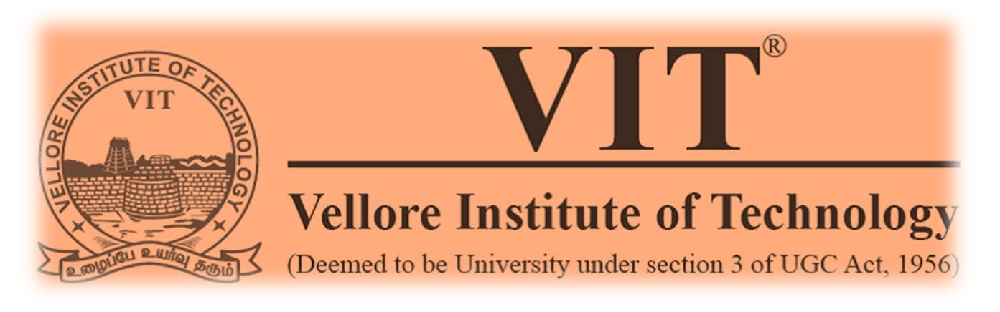 VELLORE INSTITUTE OF TECHNOLOGY
VIT
உழைப்பே உயர்வு தரும்
VIT®
Vellore Institute of Technology
(Deemed to be University under section 3 of UGC Act, 1956)